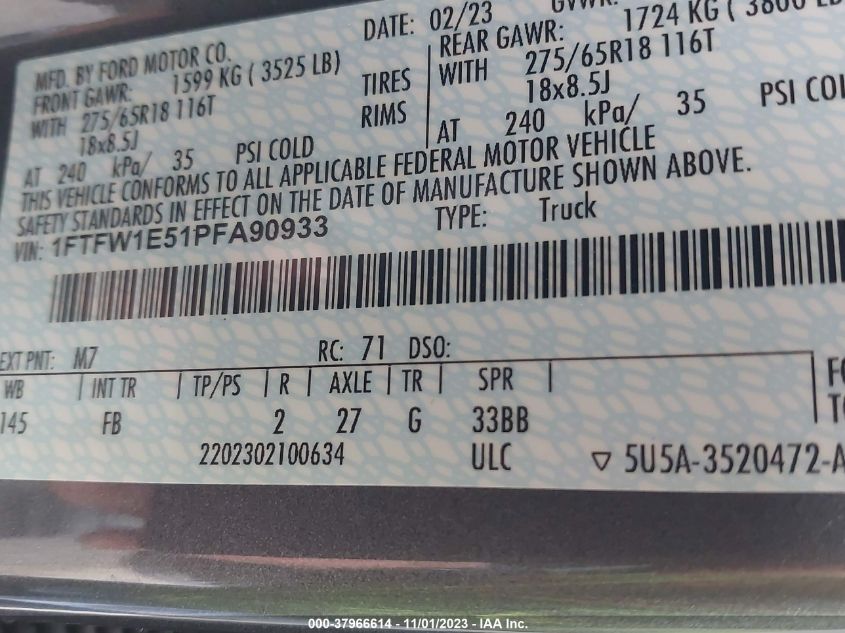 DATE: 02/23 GVWR:
MFD. BY FORD MOTOR CO.
FRONT GAWR: 1599 KG ( 3525 LB) REAR GAWR: 1724 KG ( 3800 LB
WITH 275/65R18 116T TIRES WITH 275/65R18 116T
18x8.5J RIMS 18x8.5J
AT 240 kPa/ 35 PSI COLD AT 240 kPa/ 35 PSI COL
THIS VEHICLE CONFORMS TO ALL APPLICABLE FEDERAL MOTOR VEHICLE
SAFETY STANDARDS IN EFFECT ON THE DATE OF MANUFACTURE SHOWN ABOVE.
VIN: 1FTFW1E51PFA90933 TYPE: Truck
EXT PNT: M7 RC: 71 DSO:
WB INT TR TP/PS R AXLE TR SPR
145 FB 2 27 G 33BB
2202302100634 ULC ▽ 5U5A-3520472-A
000-37966614 - 11/01/2023 - IAA Inc.